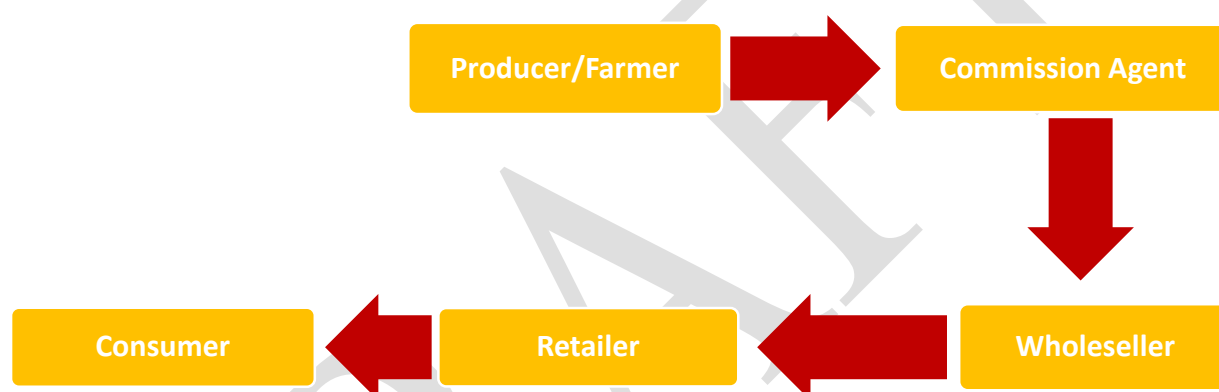 Producer/Farmer
Commission Agent
Wholeseller
Retailer
Consumer